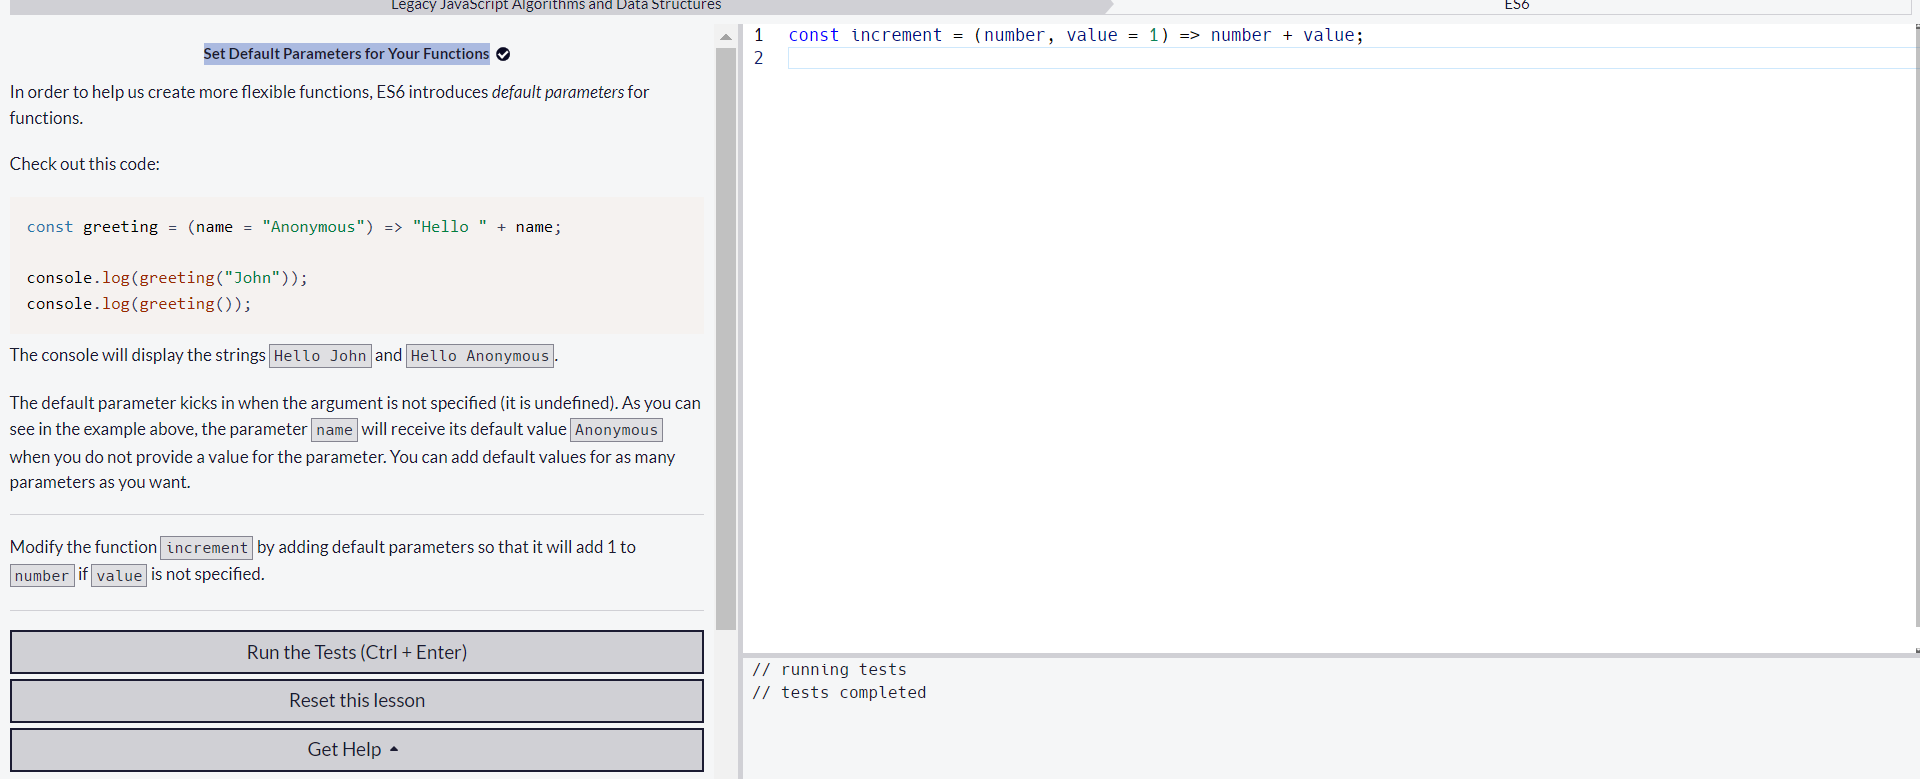 Legacy JavaScript Algorithms and Data Structures
ES6
Set Default Parameters for Your Functions
In order to help us create more flexible functions, ES6 introduces default parameters for
functions.
Check out this code:
const greeting = (name = "Anonymous") => "Hello " + name;
console.log(greeting("John"));
console.log(greeting());
The console will display the strings Hello John and Hello Anonymous.
The default parameter kicks in when the argument is not specified (it is undefined). As you can
see in the example above, the parameter name will receive its default value Anonymous
when you do not provide a value for the parameter. You can add default values for as many
parameters as you want.
Modify the function increment by adding default parameters so that it will add 1 to
number if value is not specified.
Run the Tests (Ctrl + Enter)
Reset this lesson
Get Help
1 const increment = (number, value = 1) => number + value;
2
// running tests
// tests completed